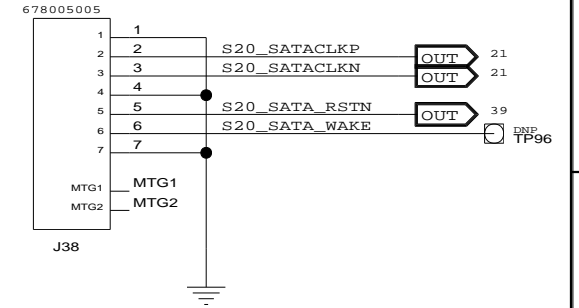 678005005
1 1
2 2 S20_SATACLKP OUT 21
3 3 S20_SATACLKN OUT 21
4 4
5 5 S20_SATA_RSTN OUT 39
6 6 S20_SATA_WAKE DNP TP96
7 7
MTG1 MTG1
MTG2 MTG2
J38